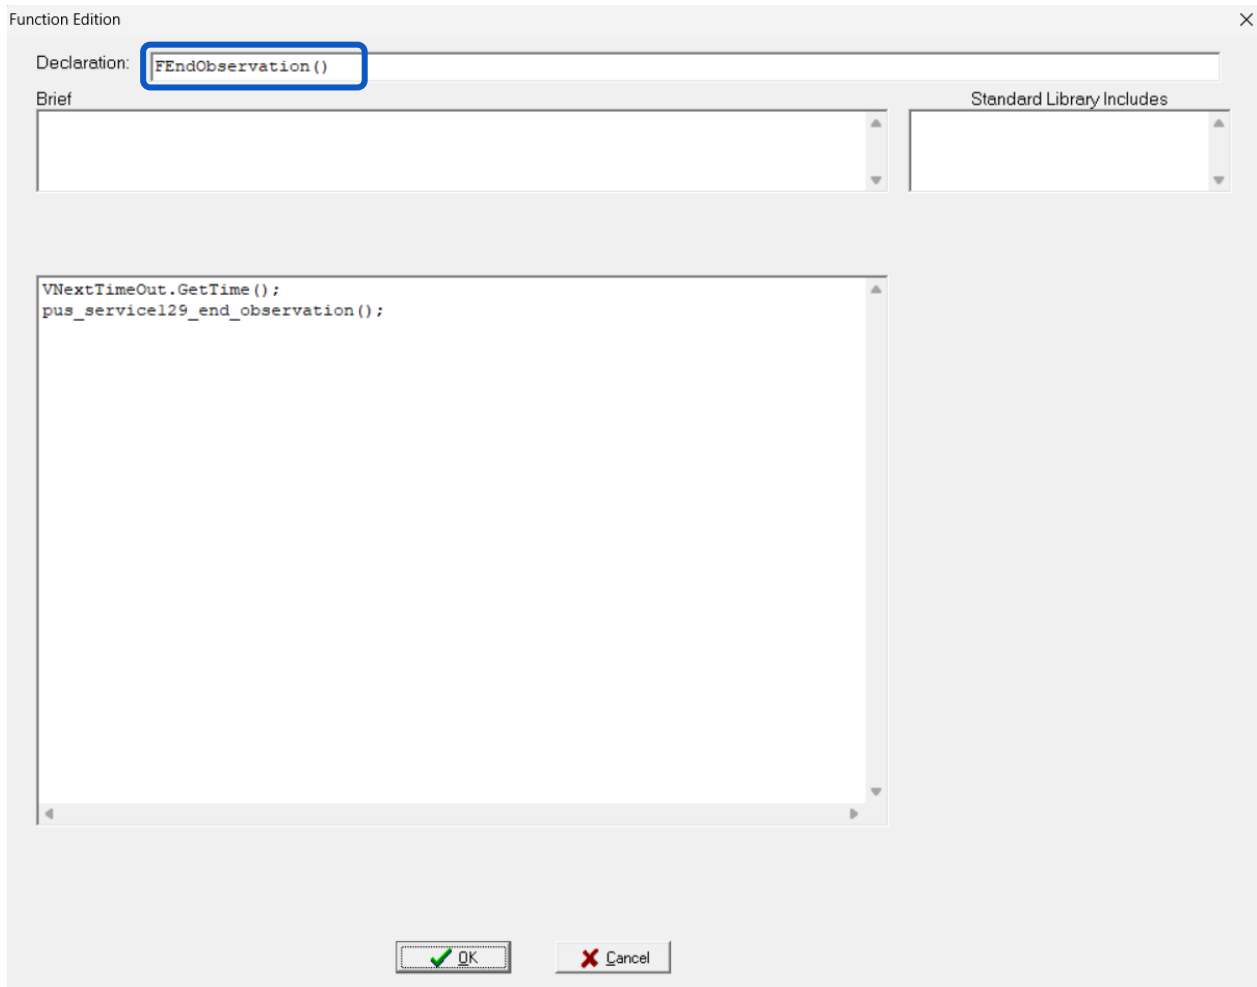 Function Edition
Declaration: FEndObservation()
Brief
Standard Library Includes
VNextTimeOut.GetTime();
pus_service129_end_observation();
OK
Cancel